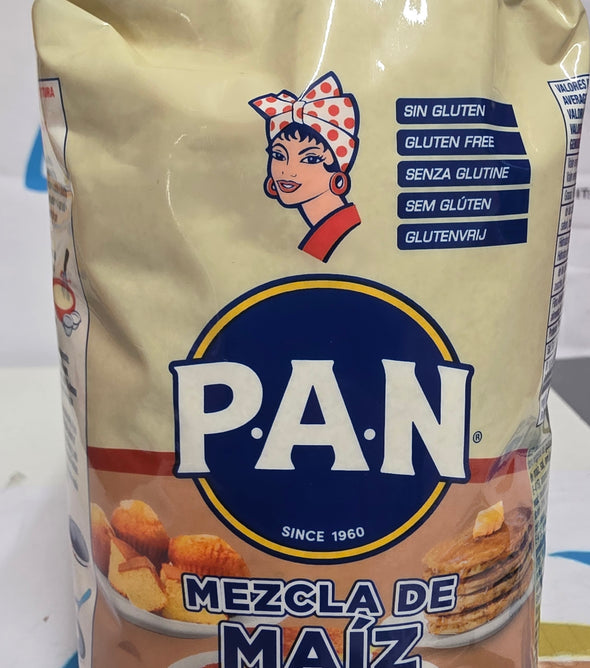 SIN GLUTEN
GLUTEN FREE
SENZA GLUTINE
SEM GLÚTEN
GLUTENVRIJ
P.A.N
®
SINCE 1960
MEZCLA DE
MAÍZ